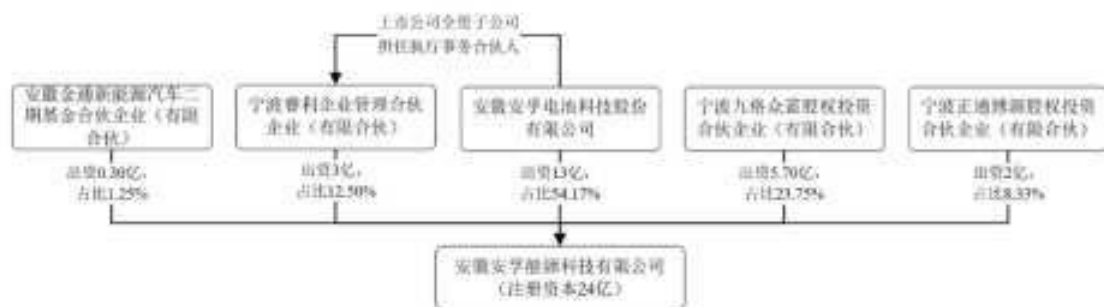 上市公司全资子公司
担任执行事务合伙人
安徽金通新能源汽车二
期基金合伙企业（有限
合伙）
宁波睿利企业管理合伙
企业（有限合伙）
安徽安孚电池科技股份
有限公司
宁波九格众蓝股权投资
合伙企业（有限合伙）
宁波正通博源股权投资
合伙企业（有限合伙）
出资0.30亿，
占比1.25%
出资3亿，
占比12.50%
出资13亿，
占比54.17%
出资5.70亿，
占比23.75%
出资2亿，
占比8.33%
安徽安孚能源科技有限公司
（注册资本24亿）